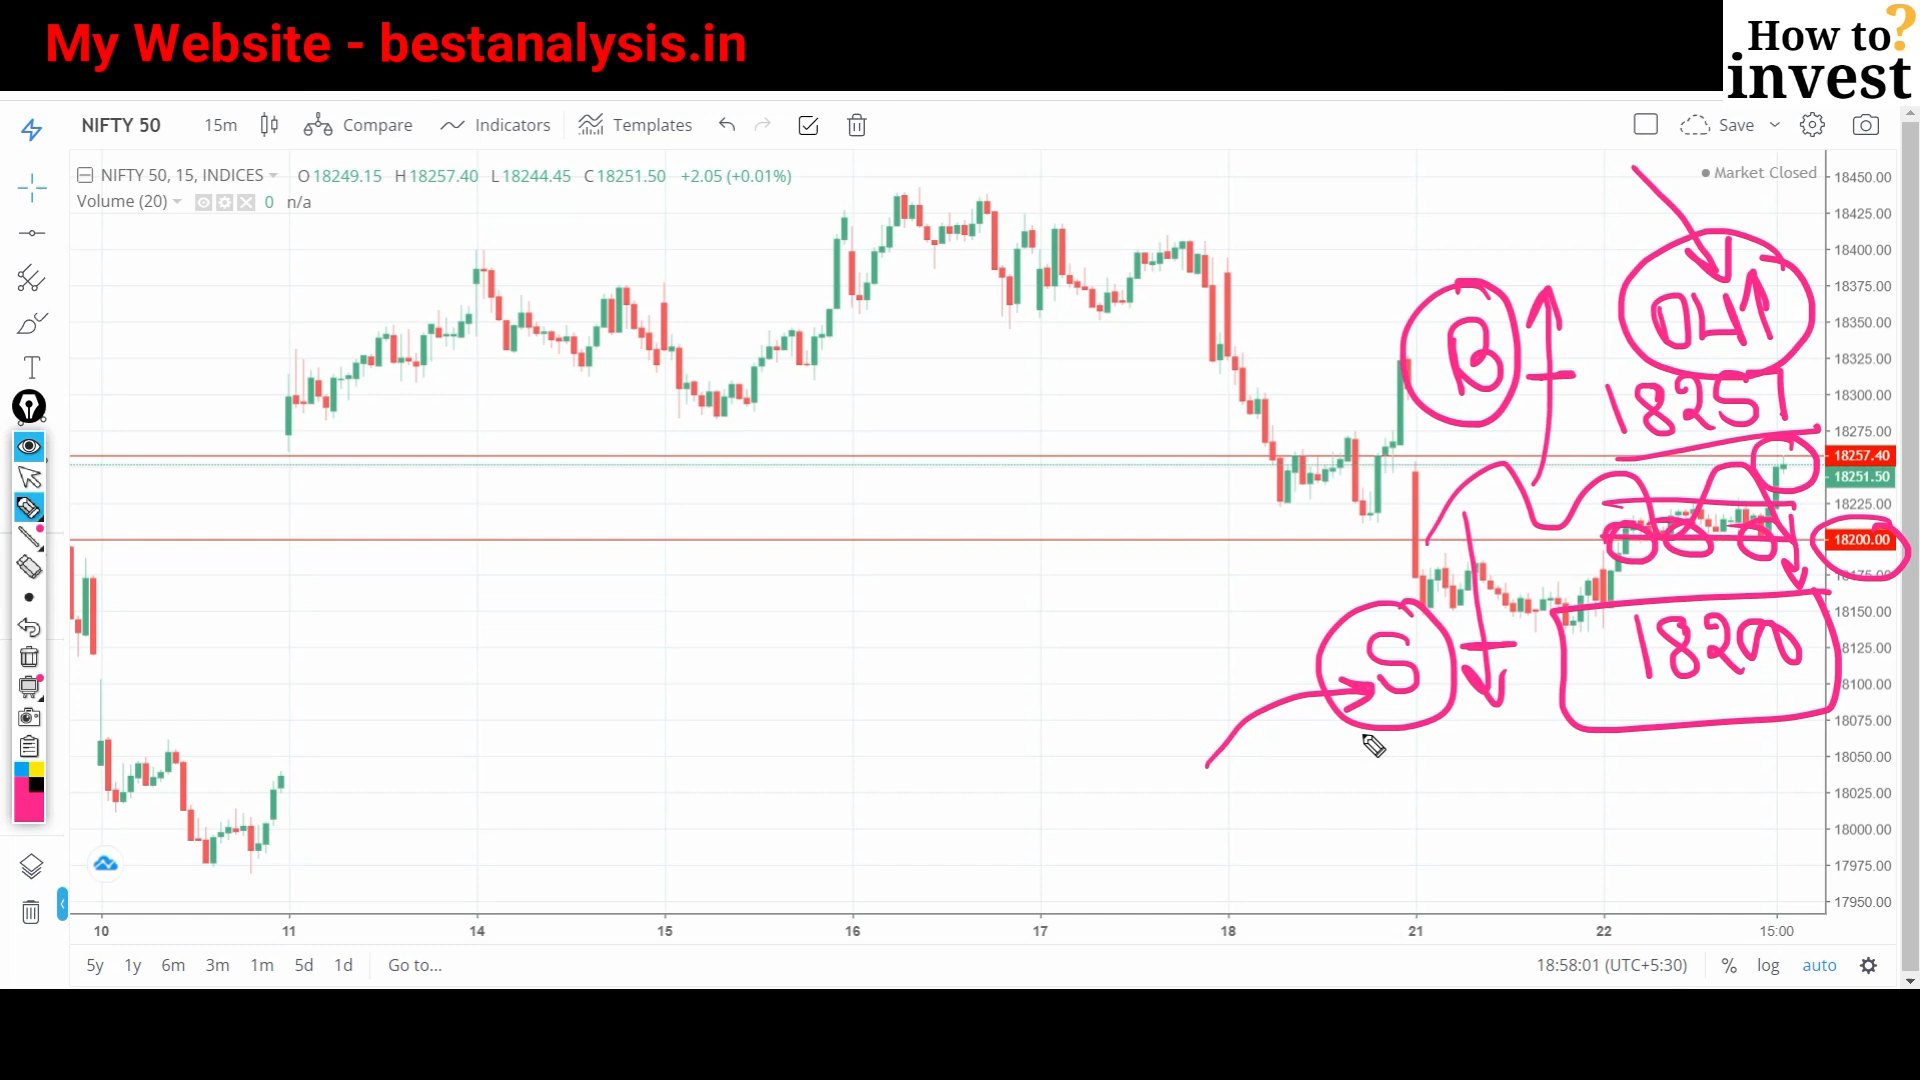 My Website - bestanalysis.in
How to?
invest
NIFTY 50 15m Compare Indicators Templates Save
NIFTY 50, 15, INDICES O 18249.15 H 18257.40 L 18244.45 C 18251.50 +2.05 (+0.01%)
Market Closed
Volume (20) 0 n/a
18450.00
18425.00
18400.00
18375.00
18350.00
18325.00
18300.00
18275.00
18257.40
18251.50
18225.00
18200.00
18175.00
18150.00
18125.00
18100.00
18075.00
18050.00
18025.00
18000.00
17975.00
17950.00
B
18251
S
18200
T
10 11 14 15 16 17 18 21 22 15:00
5y 1y 6m 3m 1m 5d 1d Go to... 18:58:01 (UTC+5:30) % log auto